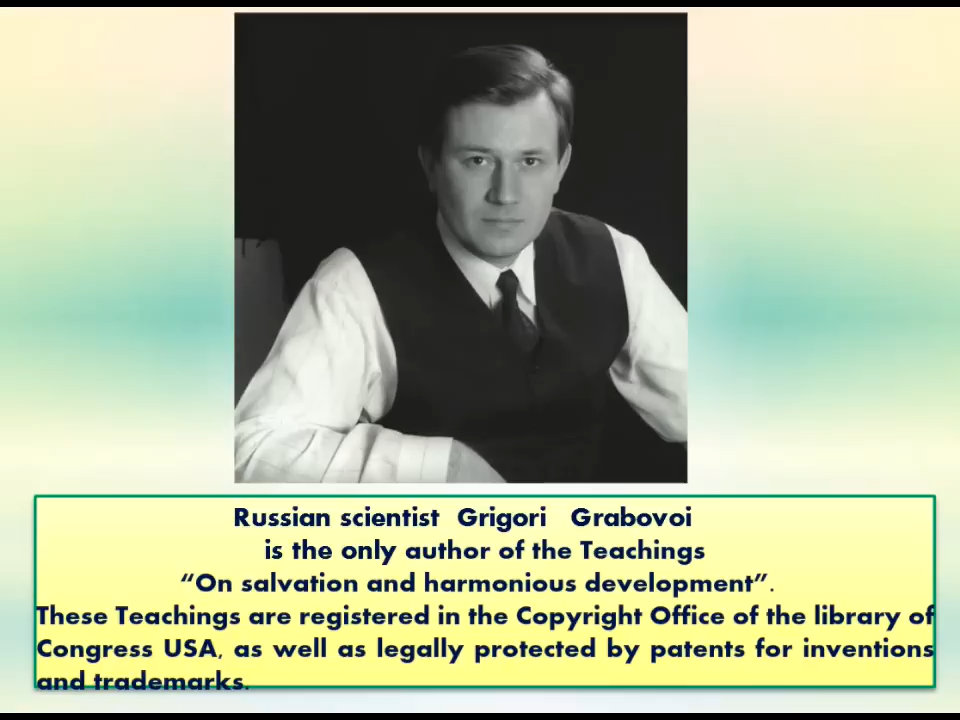 Russian scientist Grigori Grabovoi
is the only author of the Teachings
“On salvation and harmonious development”.
These Teachings are registered in the Copyright Office of the library of
Congress USA, as well as legally protected by patents for inventions
and trademarks.